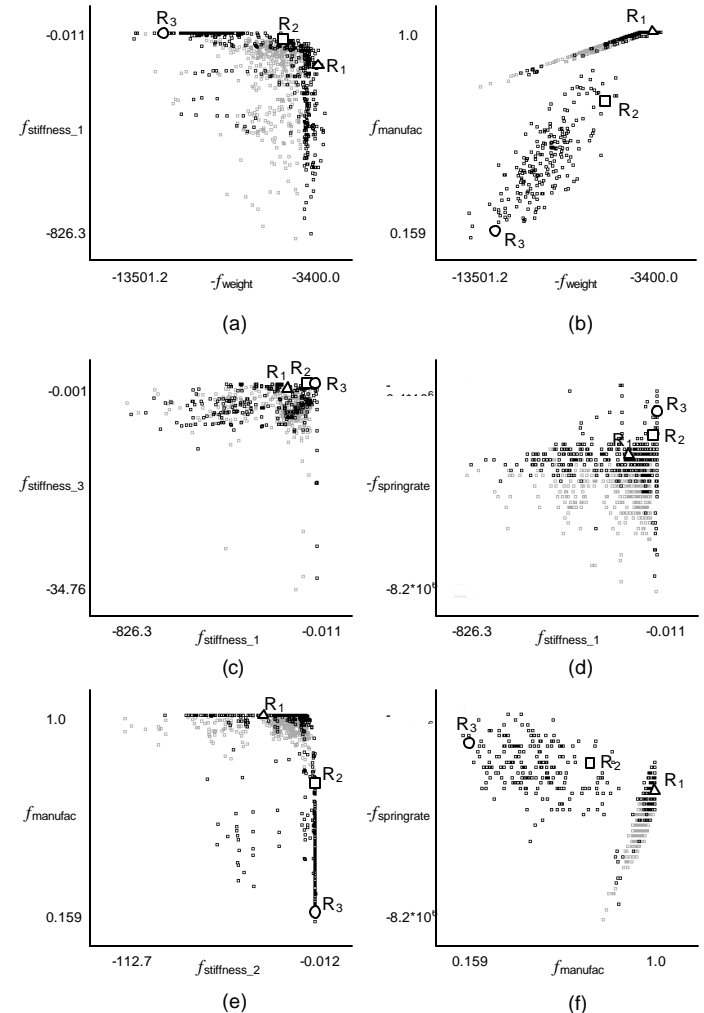 R3
R2
R1
-0.011
fstiffness_1
-826.3
-13501.2
-fweight
-3400.0
(a)
R1
1.0
fmanufac
R2
0.159
R3
-13501.2
-fweight
-3400.0
(b)
R1
R2
R3
-0.001
fstiffness_3
-34.76
-826.3
fstiffness_1
-0.011
(c)
R3
R2
-fspringrate
-8.2*10
-826.3
fstiffness_1
-0.011
(d)
R1
1.0
R2
fmanufac
R3
0.159
-112.7
fstiffness_2
-0.012
(e)
R3
R2
R1
-fspringrate
-8.2*10
0.159
fmanufac
1.0
(f)